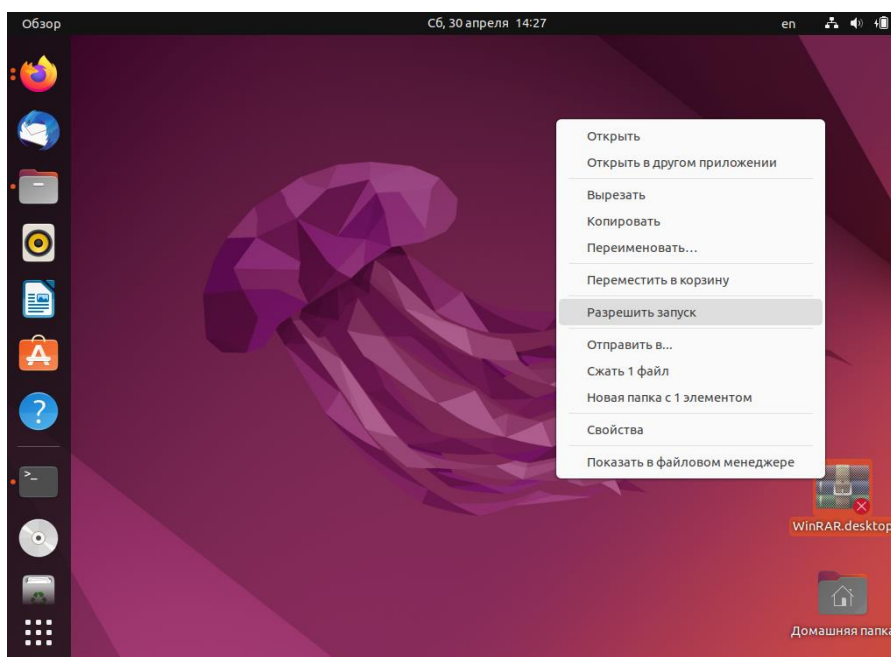 Обзор
Сб, 30 апреля 14:27
en
Открыть
Открыть в другом приложении
Вырезать
Копировать
Переименовать…
Переместить в корзину
Разрешить запуск
Отправить в...
Сжать 1 файл
Новая папка с 1 элементом
Свойства
Показать в файловом менеджере
WinRAR.desktop
Домашняя папка